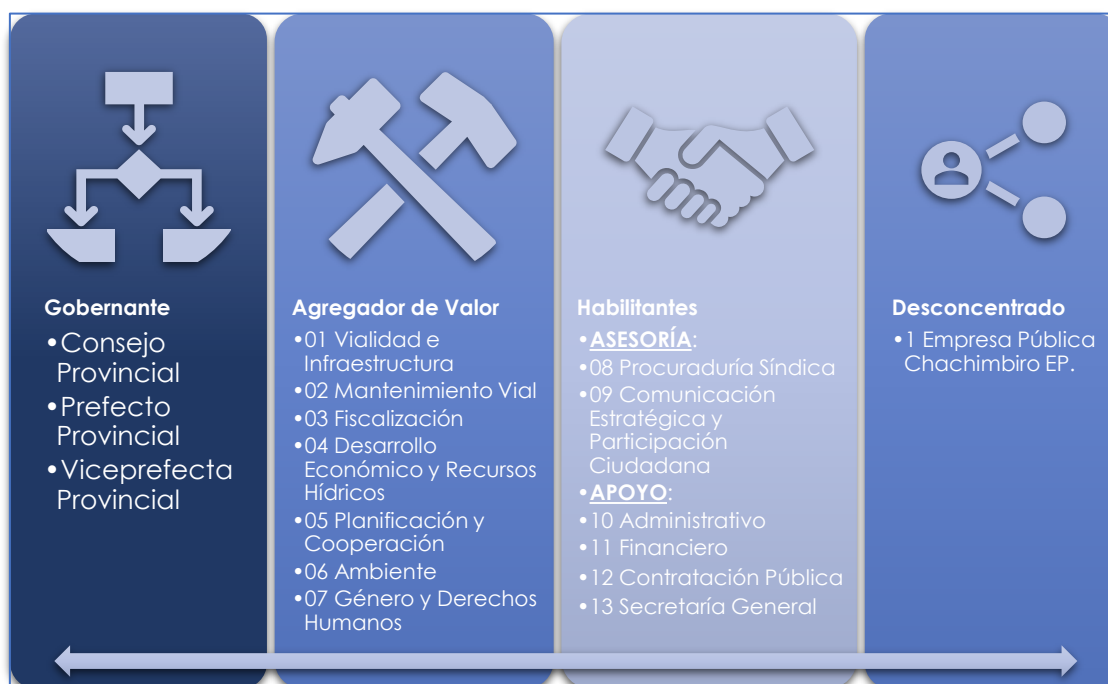 Gobernante
•Consejo
Provincial
•Prefecto
Provincial
•Viceprefecta
Provincial
Agregador de Valor
•01 Vialidad e
Infraestructura
•02 Mantenimiento Vial
•03 Fiscalización
•04 Desarrollo
Económico y Recursos
Hídricos
•05 Planificación y
Cooperación
•06 Ambiente
•07 Género y Derechos
Humanos
Habilitantes
•ASESORÍA:
•08 Procuraduría Síndica
•09 Comunicación
Estratégica y
Participación
Ciudadana
•APOYO:
•10 Administrativo
•11 Financiero
•12 Contratación Pública
•13 Secretaría General
Desconcentrado
•1 Empresa Pública
Chachimbiro EP.